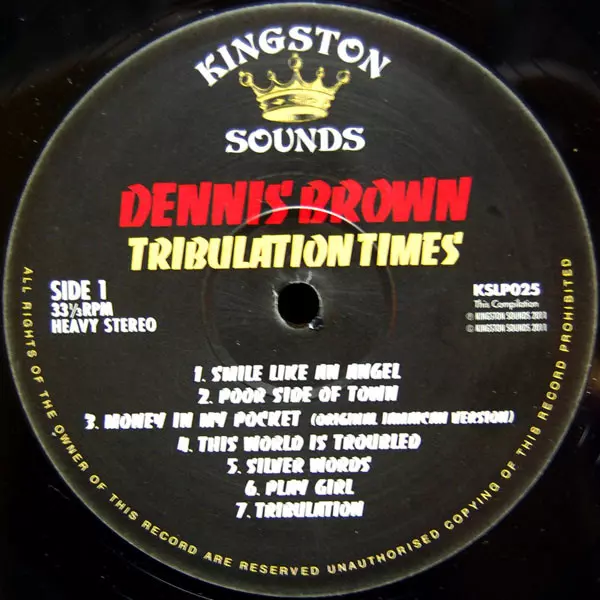 KINGSTON
SOUNDS
DENNIS BROWN
TRIBULATION TIMES
SIDE 1
33⅓RPM
HEAVY STEREO
KSLP025
This Compilation
℗ KINGSTON SOUNDS 2011
© KINGSTON SOUNDS 2011
1. SMILE LIKE AN ANGEL
2. POOR SIDE OF TOWN
3. MONEY IN MY POCKET (ORIGINAL JAMAICAN VERSION)
4. THIS WORLD IS TROUBLED
5. SILVER WORDS
6. PLAY GIRL
7. TRIBULATION
ALL RIGHTS OF THE OWNER OF THIS RECORD ARE RESERVED UNAUTHORISED COPYING OF THIS RECORD PROHIBITED